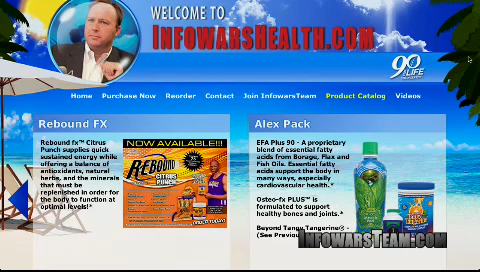 WELCOME TO
INFOWARSHEALTH.COM
90
LIFE
Home Purchase Now Reorder Contact Join InfowarsTeam Product Catalog Videos
Rebound FX
Rebound fx™ Citrus
Punch supplies quick
sustained energy while
offering a balance of
antioxidants, natural
herbs, and the minerals
that must be
replenished in order for
the body to function at
optimal levels!*
NOW AVAILABLE!!!
REBOUND
CITRUS
PUNCH
Alex Pack
EFA Plus 90 - A proprietary
blend of essential fatty
acids from Borage, Flax and
Fish Oils. Essential fatty
acids support the body in
many ways, especially
cardiovascular health.*
Osteo-fx PLUS™ is
formulated to support
healthy bones and joints.*
Beyond Tangy Tangerine® -
(See Previou
INFOWARSTEAM.COM